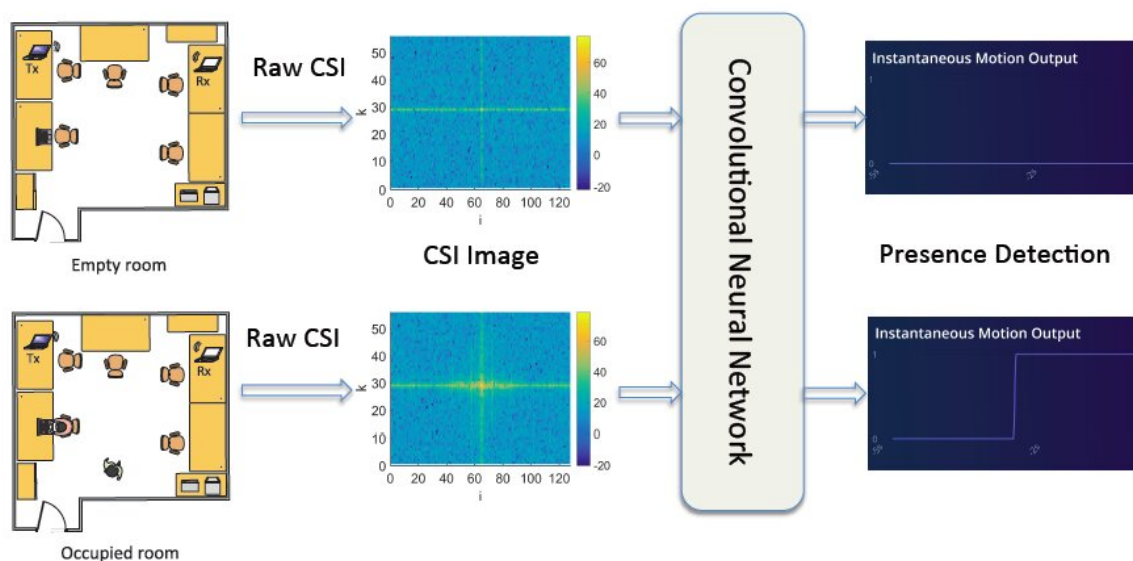 Tx
Rx
Empty room
Raw CSI
50
40
30
20
10
0
k
0 20 40 60 80 100 120
i
60
40
20
0
-20
CSI Image
Convolutional Neural Network
Instantaneous Motion Output
1
0
Presence Detection
Tx
Rx
Occupied room
Raw CSI
50
40
30
20
10
0
k
0 20 40 60 80 100 120
i
60
40
20
0
-20
Instantaneous Motion Output
1
0